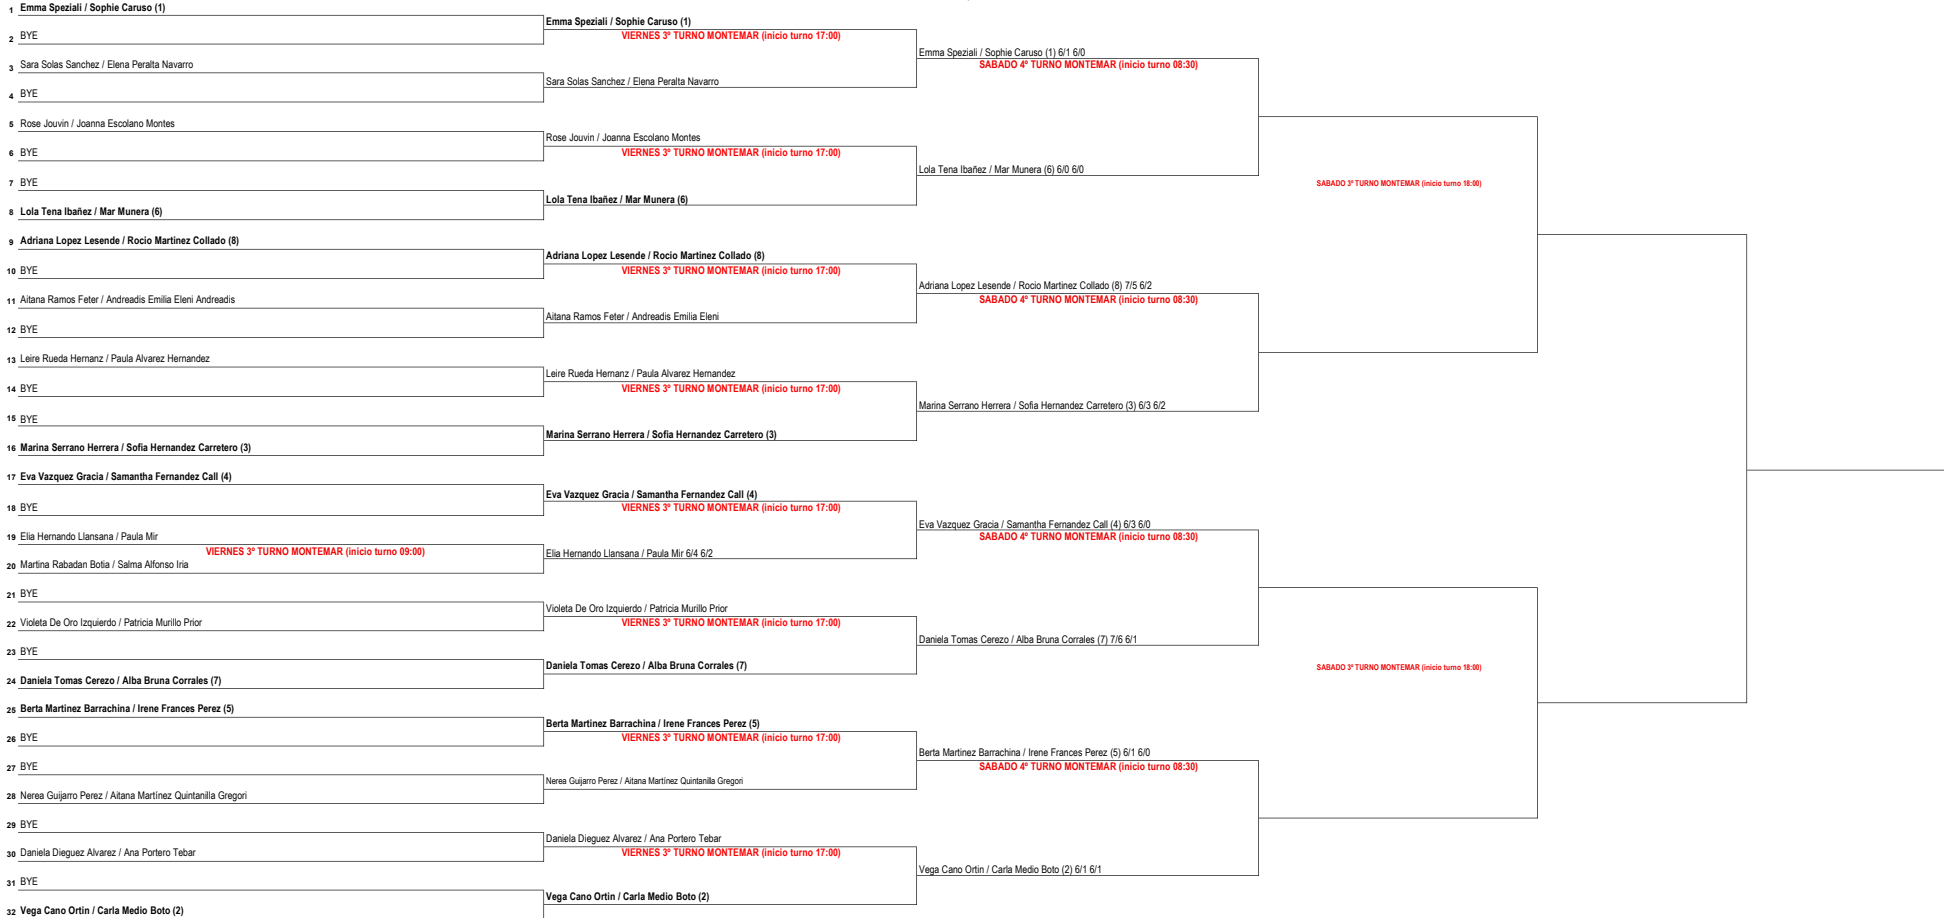 1 Emma Speziali / Sophie Caruso (1)
2 BYE
3 Sara Solas Sanchez / Elena Peralta Navarro
4 BYE
5 Rose Jouvin / Joanna Escolano Montes
6 BYE
7 BYE
8 Lola Tena Ibañez / Mar Munera (6)
9 Adriana Lopez Lesende / Rocio Martinez Collado (8)
10 BYE
11 Aitana Ramos Feter / Andreadis Emilia Eleni Andreadis
12 BYE
13 Leire Rueda Hernanz / Paula Alvarez Hernandez
14 BYE
15 BYE
16 Marina Serrano Herrera / Sofia Hernandez Carretero (3)
17 Eva Vazquez Gracia / Samantha Fernandez Call (4)
18 BYE
19 Elia Hernando Llansana / Paula Mir
VIERNES 3º TURNO MONTEMAR (inicio turno 09:00)
20 Martina Rabadan Botia / Salma Alfonso Iria
21 BYE
22 Violeta De Oro Izquierdo / Patricia Murillo Prior
23 BYE
24 Daniela Tomas Cerezo / Alba Bruna Corrales (7)
25 Berta Martinez Barrachina / Irene Frances Perez (5)
26 BYE
27 BYE
28 Nerea Guijarro Perez / Aitana Martínez Quintanilla Gregori
29 BYE
30 Daniela Dieguez Alvarez / Ana Portero Tebar
31 BYE
32 Vega Cano Ortin / Carla Medio Boto (2)
Emma Speziali / Sophie Caruso (1)
VIERNES 3º TURNO MONTEMAR (inicio turno 17:00)
Sara Solas Sanchez / Elena Peralta Navarro
Rose Jouvin / Joanna Escolano Montes
VIERNES 3º TURNO MONTEMAR (inicio turno 17:00)
Lola Tena Ibañez / Mar Munera (6)
Adriana Lopez Lesende / Rocio Martinez Collado (8)
VIERNES 3º TURNO MONTEMAR (inicio turno 17:00)
Aitana Ramos Feter / Andreadis Emilia Eleni
Leire Rueda Hernanz / Paula Alvarez Hernandez
VIERNES 3º TURNO MONTEMAR (inicio turno 17:00)
Marina Serrano Herrera / Sofia Hernandez Carretero (3)
Eva Vazquez Gracia / Samantha Fernandez Call (4)
VIERNES 3º TURNO MONTEMAR (inicio turno 17:00)
Elia Hernando Llansana / Paula Mir 6/4 6/2
Violeta De Oro Izquierdo / Patricia Murillo Prior
VIERNES 3º TURNO MONTEMAR (inicio turno 17:00)
Daniela Tomas Cerezo / Alba Bruna Corrales (7)
Berta Martinez Barrachina / Irene Frances Perez (5)
VIERNES 3º TURNO MONTEMAR (inicio turno 17:00)
Nerea Guijarro Perez / Aitana Martínez Quintanilla Gregori
Daniela Dieguez Alvarez / Ana Portero Tebar
VIERNES 3º TURNO MONTEMAR (inicio turno 17:00)
Vega Cano Ortin / Carla Medio Boto (2)
Emma Speziali / Sophie Caruso (1) 6/1 6/0
SABADO 4º TURNO MONTEMAR (inicio turno 08:30)
Lola Tena Ibañez / Mar Munera (6) 6/0 6/0
Adriana Lopez Lesende / Rocio Martinez Collado (8) 7/5 6/2
SABADO 4º TURNO MONTEMAR (inicio turno 08:30)
Marina Serrano Herrera / Sofia Hernandez Carretero (3) 6/3 6/2
Eva Vazquez Gracia / Samantha Fernandez Call (4) 6/3 6/0
SABADO 4º TURNO MONTEMAR (inicio turno 08:30)
Daniela Tomas Cerezo / Alba Bruna Corrales (7) 7/6 6/1
Berta Martinez Barrachina / Irene Frances Perez (5) 6/1 6/0
SABADO 4º TURNO MONTEMAR (inicio turno 08:30)
Vega Cano Ortin / Carla Medio Boto (2) 6/1 6/1
SABADO 3º TURNO MONTEMAR (inicio turno 18:00)
SABADO 3º TURNO MONTEMAR (inicio turno 18:00)